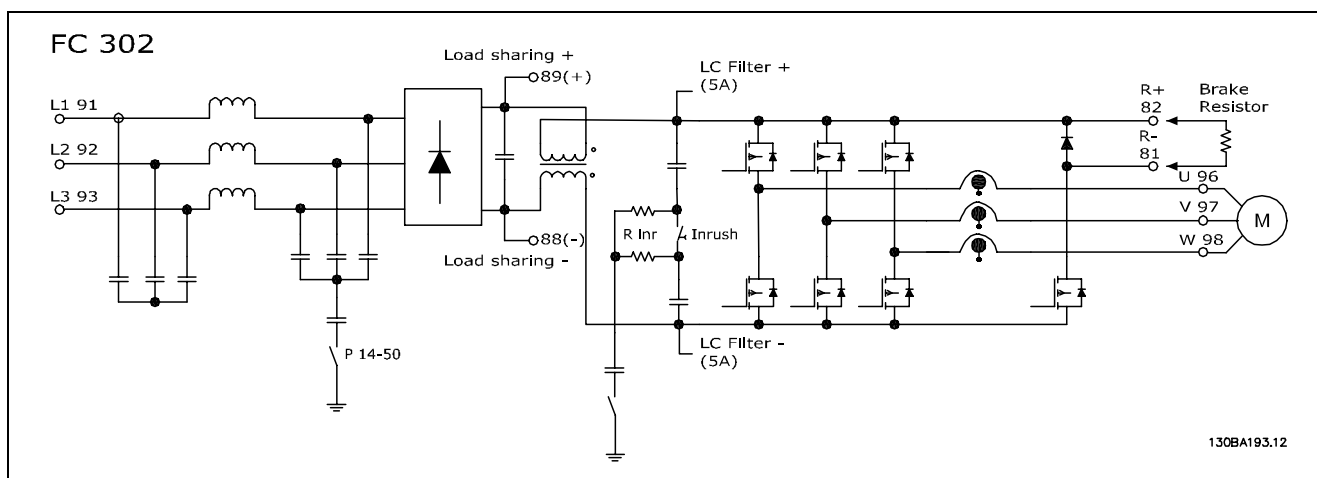 FC 302
Load sharing +
89(+)
LC Filter +
(5A)
R+
82
Brake
Resistor
R-
81
L1 91
L2 92
L3 93
U 96
V 97
W 98
M
R Inr
Inrush
88(-)
Load sharing -
LC Filter -
(5A)
P 14-50
130BA193.12